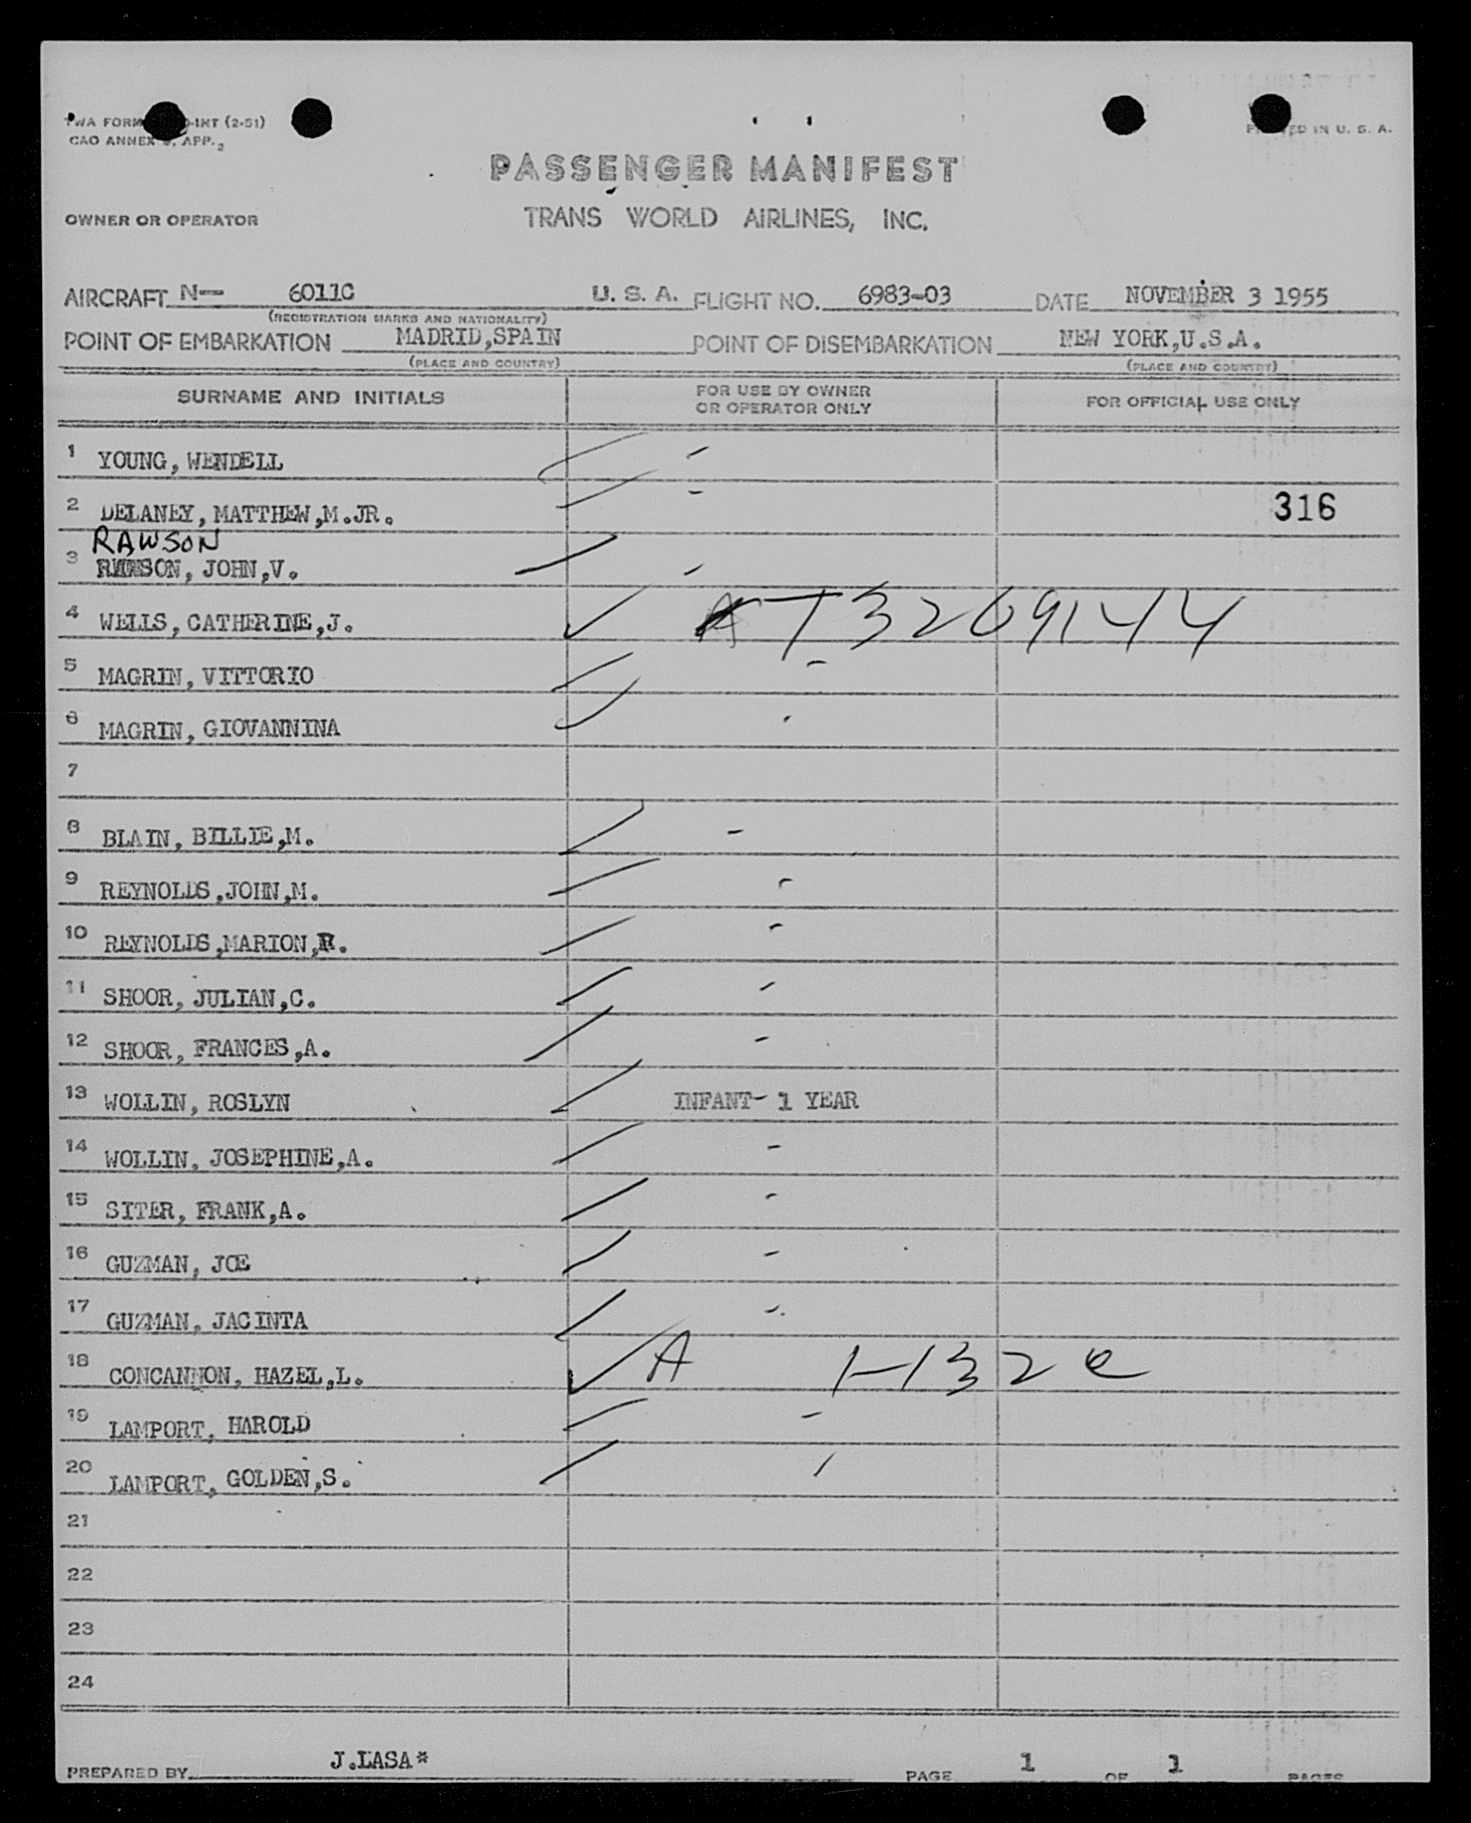 TWA FORM -INT (2-51)
CAO ANNEX 9, APP. 2
PRINTED IN U. S. A.
PASSENGER MANIFEST
OWNER OR OPERATOR TRANS WORLD AIRLINES, INC.
AIRCRAFT N— 6011C U. S. A. FLIGHT NO. 6983-03 DATE NOVEMBER 3 1955
(REGISTRATION MARKS AND NATIONALITY)
POINT OF EMBARKATION MADRID,SPAIN POINT OF DISEMBARKATION NEW YORK,U.S.A.
(PLACE AND COUNTRY) (PLACE AND COUNTRY)
SURNAME AND INITIALS FOR USE BY OWNER OR OPERATOR ONLY FOR OFFICIAL USE ONLY
1 YOUNG, WENDELL
2 DELANEY, MATTHEW,M.JR. 316
RAWSON
3 SON, JOHN,V.
4 WELLS, CATHERINE,J. A T3209144
5 MAGRIN, VITTORIO
6 MAGRIN, GIOVANNINA
7
8 BLAIN, BILLIE,M.
9 REYNOLDS,JOHN,M.
10 REYNOLDS,MARION,R.
11 SHOOR, JULIAN,C.
12 SHOOR, FRANCES,A.
13 WOLLIN, ROSLYN INFANT- 1 YEAR
14 WOLLIN, JOSEPHINE,A.
15 SITER, FRANK,A.
16 GUZMAN, JOE
17 GUZMAN, JACINTA
18 CONCANNON, HAZEL,L. A 1-132 e
19 LAMPORT, HAROLD
20 LAMPORT, GOLDEN,S.
21
22
23
24
PREPARED BY J.LASA* PAGE 1 OF 1 PAGES